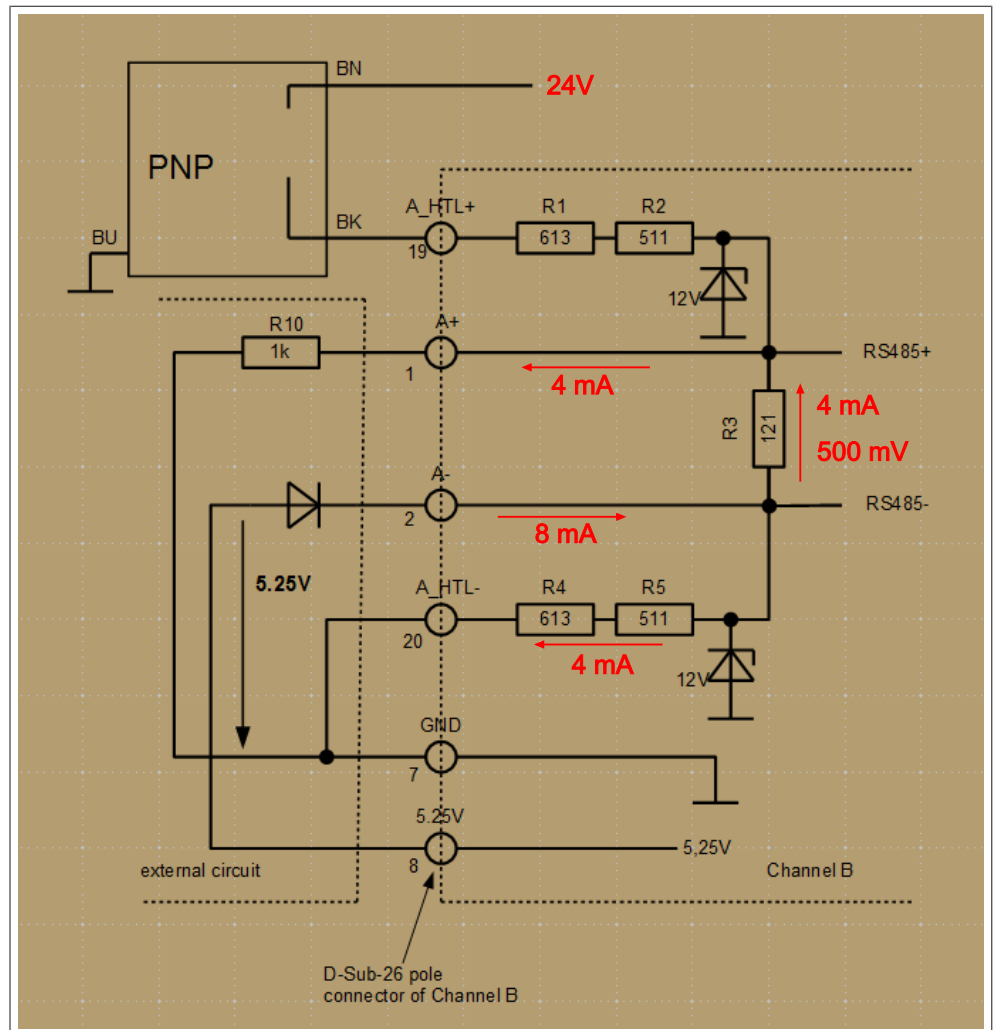 BN
24V
PNP
A_HTL+
R1
R2
BK
613
511
BU
19
12V
R10
A+
1k
RS485+
1
4 mA
4 mA
R3
121
500 mV
A-
RS485-
2
8 mA
5.25V
A_HTL-
R4
R5
613
511
20
4 mA
12V
GND
7
5.25V
5,25V
8
external circuit
Channel B
D-Sub-26 pole
connector of Channel B